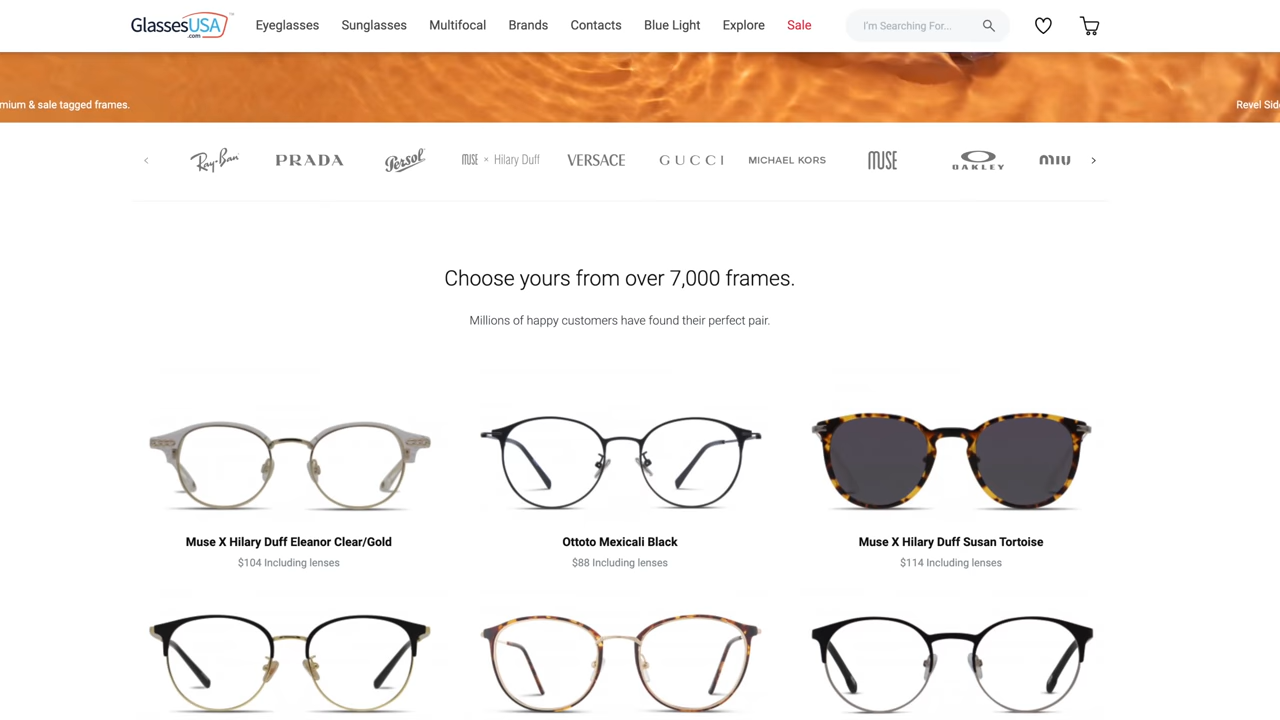 GlassesUSA™
.com
Eyeglasses
Sunglasses
Multifocal
Brands
Contacts
Blue Light
Explore
Sale
I'm Searching For...
mium & sale tagged frames.
Revel Side
Ray-Ban
PRADA
Persol
MUSE × Hilary Duff
VERSACE
GUCCI
MICHAEL KORS
MUSE
OAKLEY
miu
Choose yours from over 7,000 frames.
Millions of happy customers have found their perfect pair.
Muse X Hilary Duff Eleanor Clear/Gold
$104 Including lenses
Ottoto Mexicali Black
$88 Including lenses
Muse X Hilary Duff Susan Tortoise
$114 Including lenses